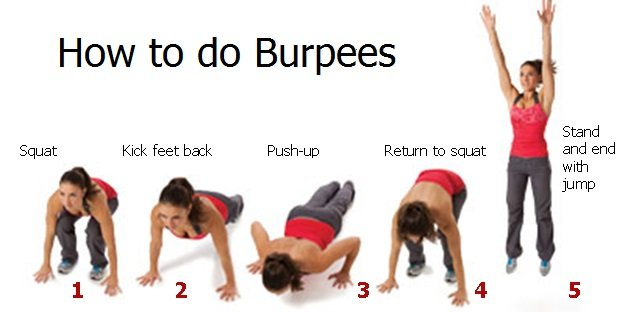 How to do Burpees
Squat
Kick feet back
Push-up
Return to squat
Stand
and end
with
jump
1
2
3
4
5